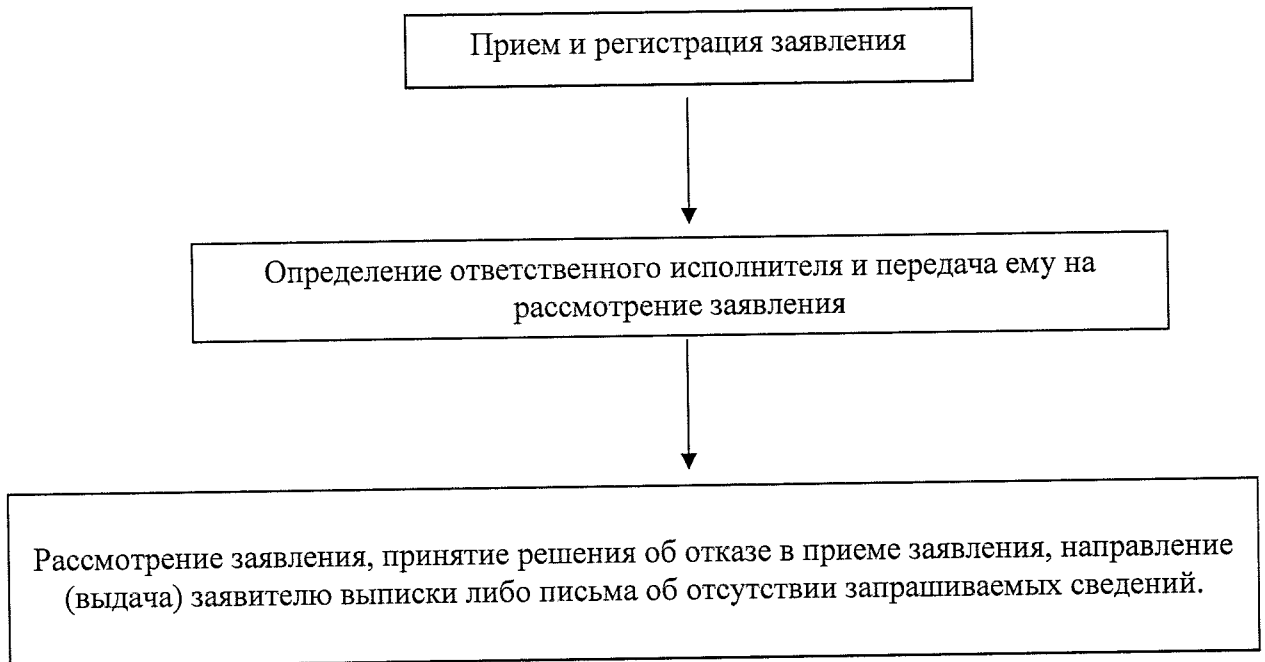 Прием и регистрация заявления
Определение ответственного исполнителя и передача ему на
рассмотрение заявления
Рассмотрение заявления, принятие решения об отказе в приеме заявления, направление
(выдача) заявителю выписки либо письма об отсутствии запрашиваемых сведений.